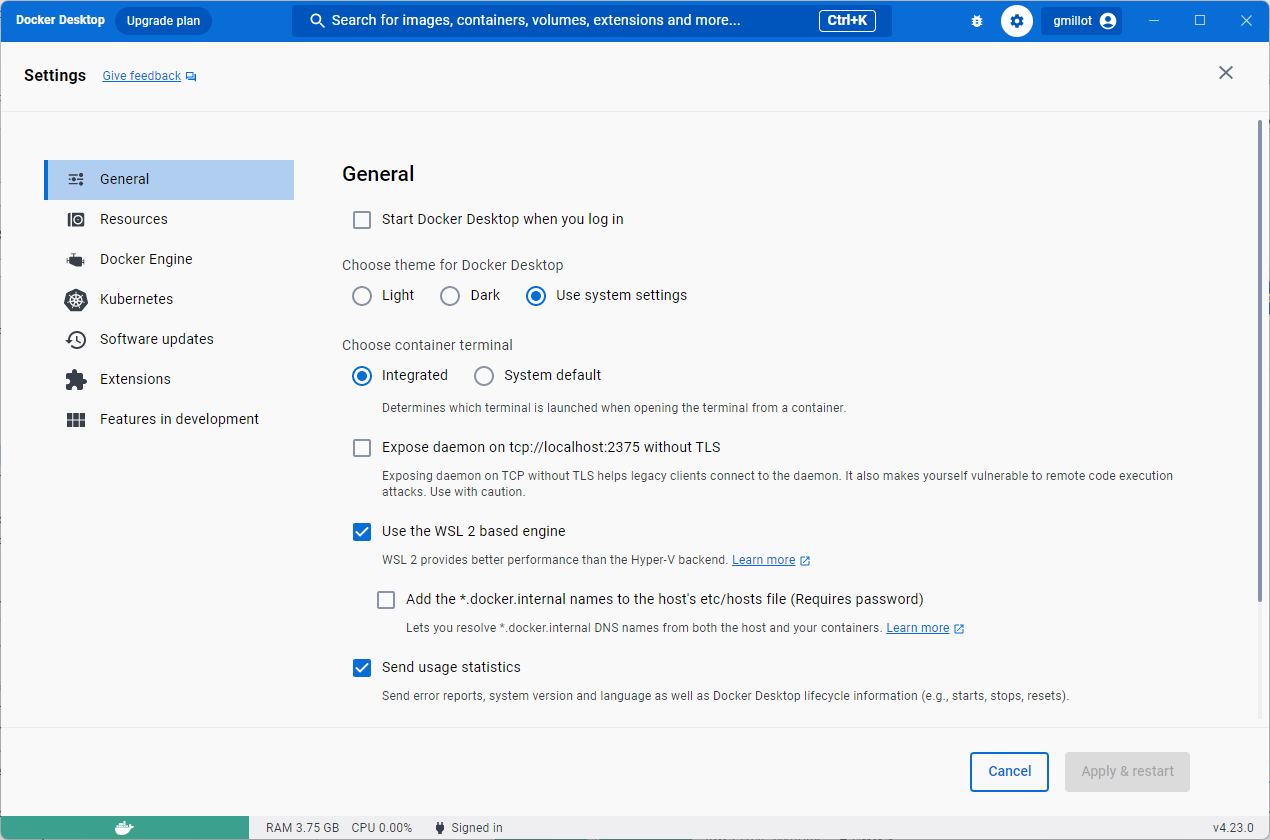 Docker Desktop
Upgrade plan
Search for images, containers, volumes, extensions and more...
Ctrl+K
gmillot
Settings
Give feedback
General
Resources
Docker Engine
Kubernetes
Software updates
Extensions
Features in development
General
Start Docker Desktop when you log in
Choose theme for Docker Desktop
Light
Dark
Use system settings
Choose container terminal
Integrated
System default
Determines which terminal is launched when opening the terminal from a container.
Expose daemon on tcp://localhost:2375 without TLS
Exposing daemon on TCP without TLS helps legacy clients connect to the daemon. It also makes yourself vulnerable to remote code execution
attacks. Use with caution.
Use the WSL 2 based engine
WSL 2 provides better performance than the Hyper-V backend. Learn more
Add the *.docker.internal names to the host's etc/hosts file (Requires password)
Lets you resolve *.docker.internal DNS names from both the host and your containers. Learn more
Send usage statistics
Send error reports, system version and language as well as Docker Desktop lifecycle information (e.g., starts, stops, resets).
Cancel
Apply & restart
RAM 3.75 GB
CPU 0.00%
Signed in
v4.23.0